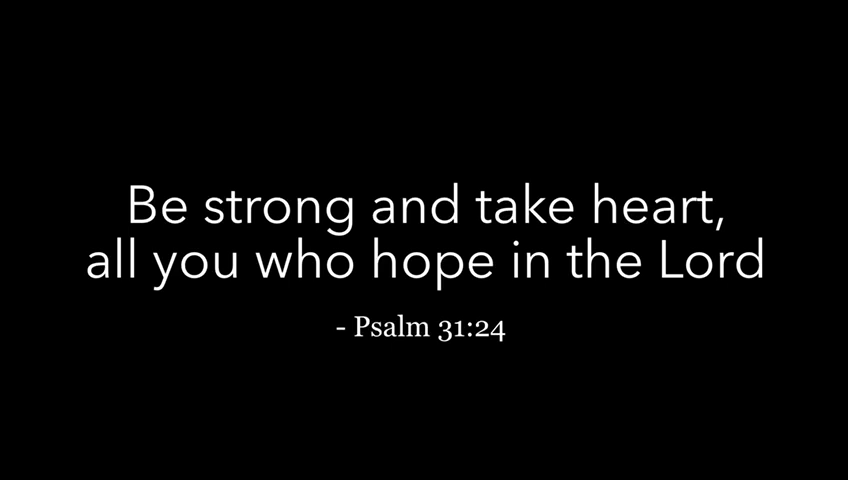 Be strong and take heart,
all you who hope in the Lord
- Psalm 31:24